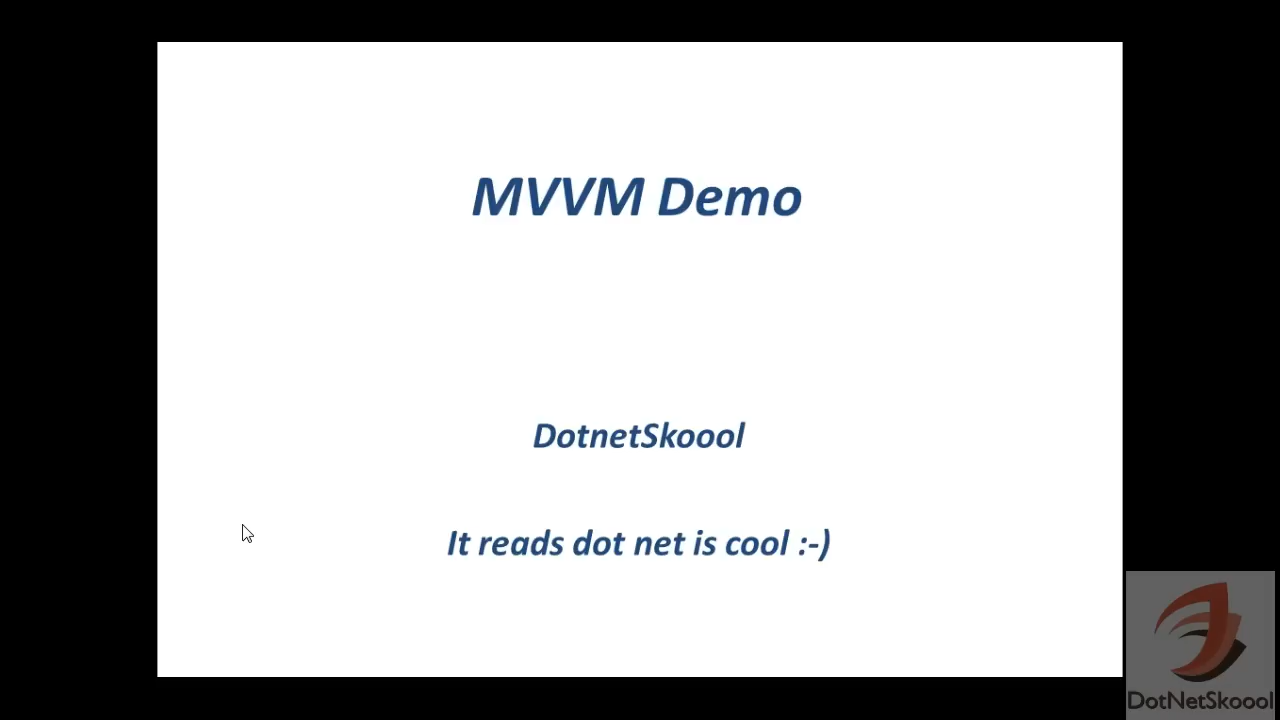 MVVM Demo
DotnetSkoool
It reads dot net is cool :-)
DotNetSkoool